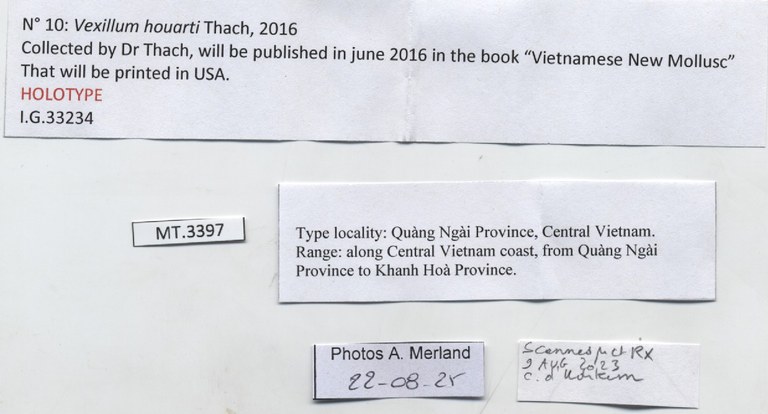 N° 10: Vexillum houarti Thach, 2016
Collected by Dr Thach, will be published in june 2016 in the book “Vietnamese New Mollusc”
That will be printed in USA.
HOLOTYPE
I.G.33234
MT.3397
Type locality: Quàng Ngài Province, Central Vietnam.
Range: along Central Vietnam coast, from Quàng Ngài
Province to Khanh Hoà Province.
Photos A. Merland
22-08-25
Scanned µct RX
9 AUG 2023
C. d